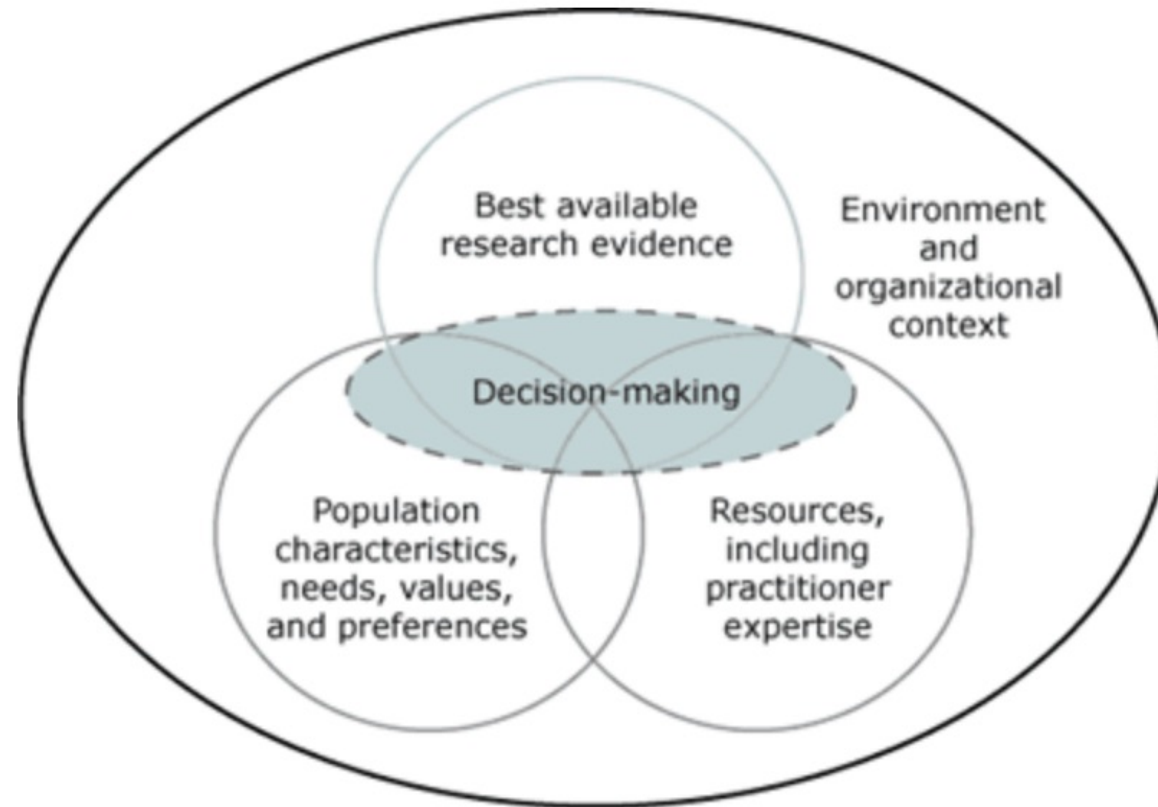 Best available
research evidence
Environment
and
organizational
context
Decision-making
Population
characteristics,
needs, values,
and preferences
Resources,
including
practitioner
expertise